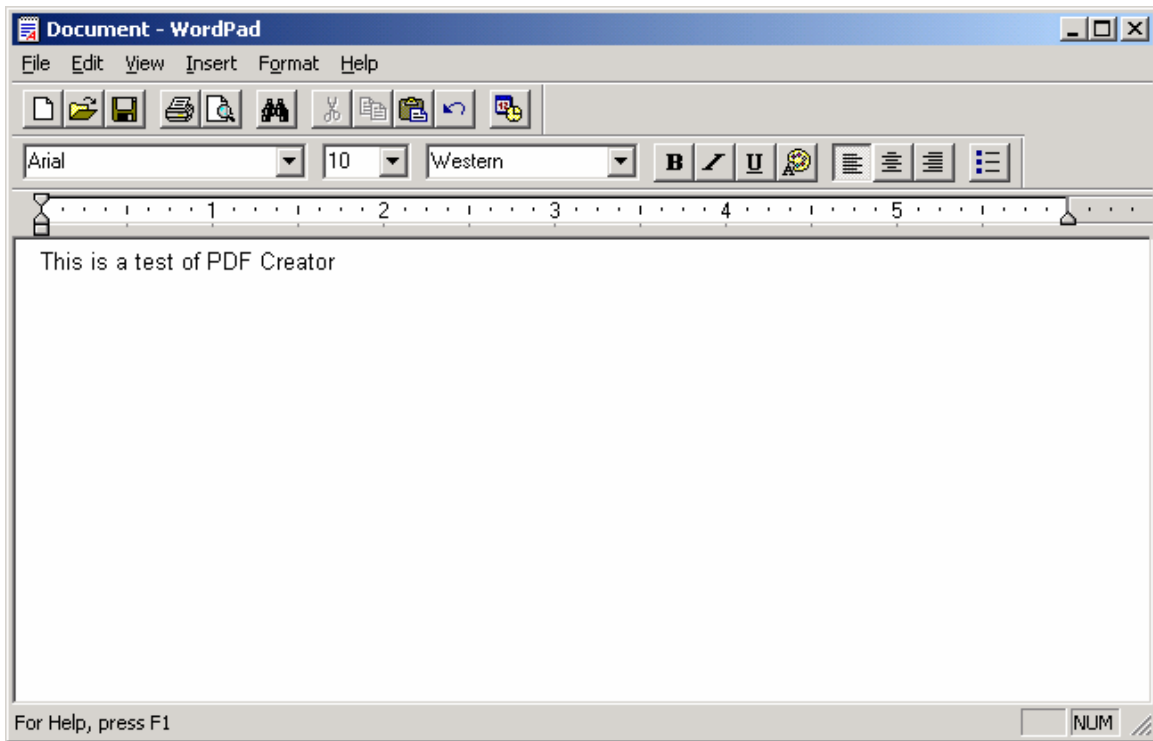 Document - WordPad
File Edit View Insert Format Help
Arial 10 Western B / U
1 2 3 4 5
This is a test of PDF Creator
For Help, press F1 NUM